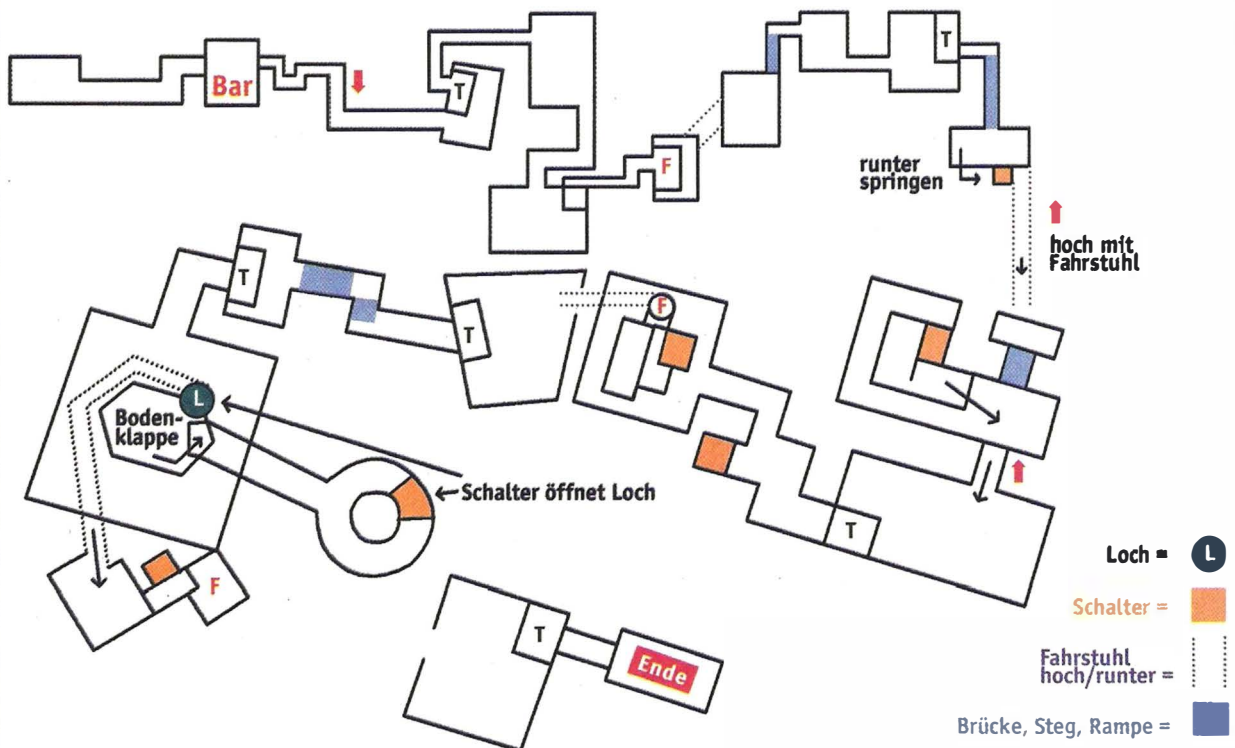 Bar
T
T
F
runter
springen
hoch mit
Fahrstuhl
T
T
F
L
Boden-
klappe
Schalter öffnet Loch
T
F
T
Ende
Loch = L
Schalter =
Fahrstuhl
hoch/runter =
Brücke, Steg, Rampe =